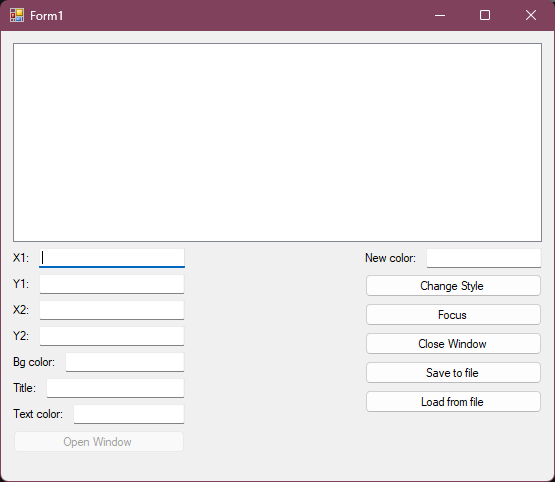 Form1
X1:
New color:
Y1:
Change Style
X2:
Focus
Y2:
Close Window
Bg color:
Save to file
Title:
Load from file
Text color:
Open Window